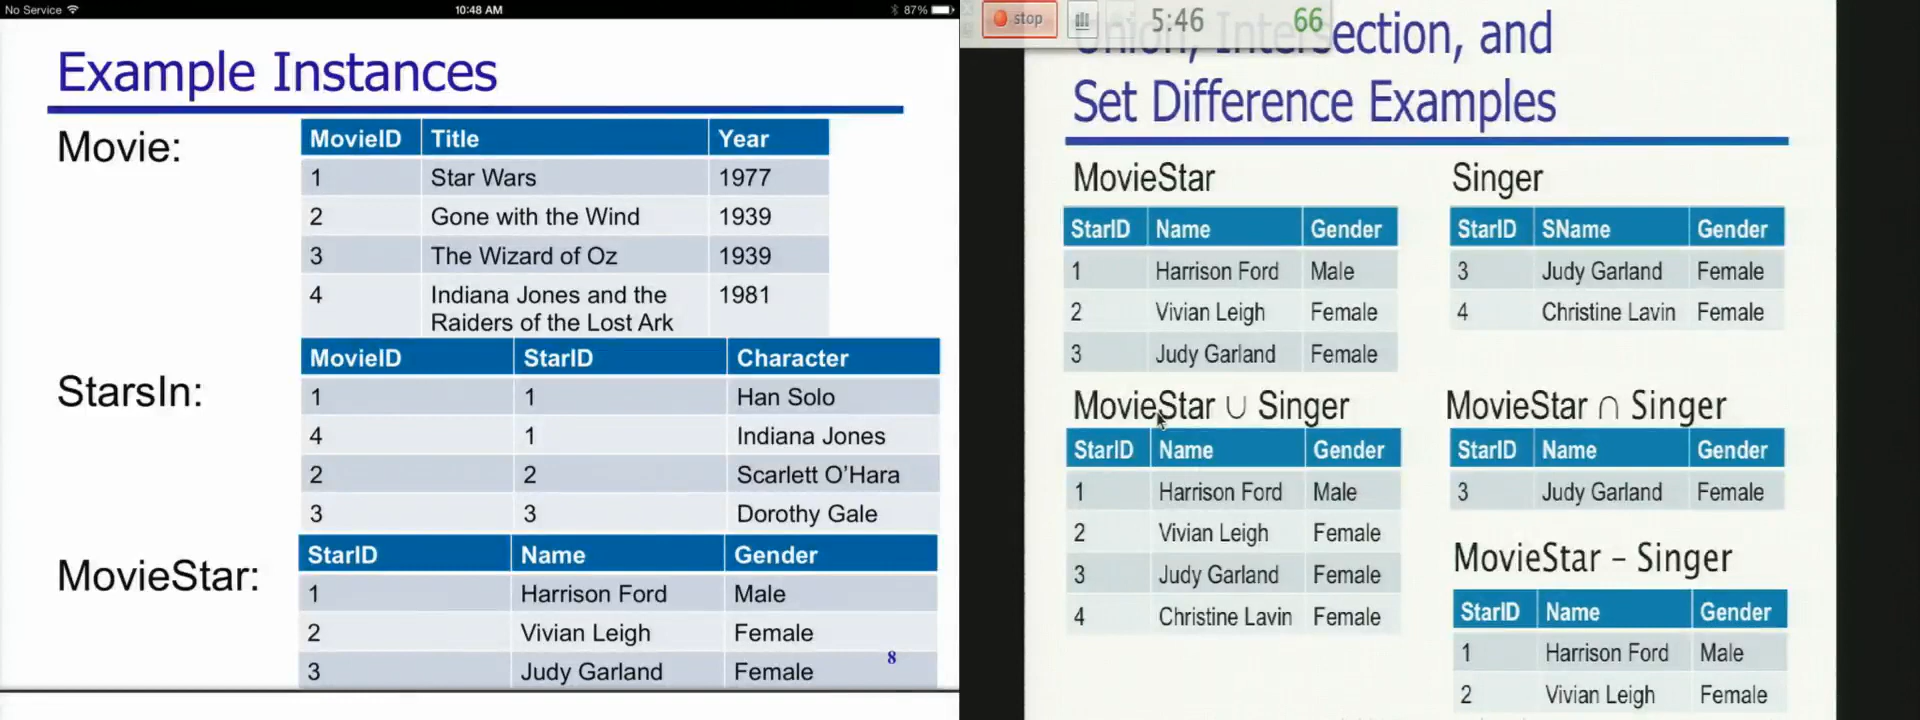 No Service
10:48 AM
87%
Example Instances
Movie:
MovieID Title Year
1 Star Wars 1977
2 Gone with the Wind 1939
3 The Wizard of Oz 1939
4 Indiana Jones and the 1981
Raiders of the Lost Ark
StarsIn:
MovieID StarID Character
1 1 Han Solo
4 1 Indiana Jones
2 2 Scarlett O’Hara
3 3 Dorothy Gale
MovieStar:
StarID Name Gender
1 Harrison Ford Male
2 Vivian Leigh Female
3 Judy Garland Female
8
stop
5:46
66
Union, Intersection, and
Set Difference Examples
MovieStar
StarID Name Gender
1 Harrison Ford Male
2 Vivian Leigh Female
3 Judy Garland Female
Singer
StarID SName Gender
3 Judy Garland Female
4 Christine Lavin Female
MovieStar ∪ Singer
StarID Name Gender
1 Harrison Ford Male
2 Vivian Leigh Female
3 Judy Garland Female
4 Christine Lavin Female
MovieStar ∩ Singer
StarID Name Gender
3 Judy Garland Female
MovieStar – Singer
StarID Name Gender
1 Harrison Ford Male
2 Vivian Leigh Female